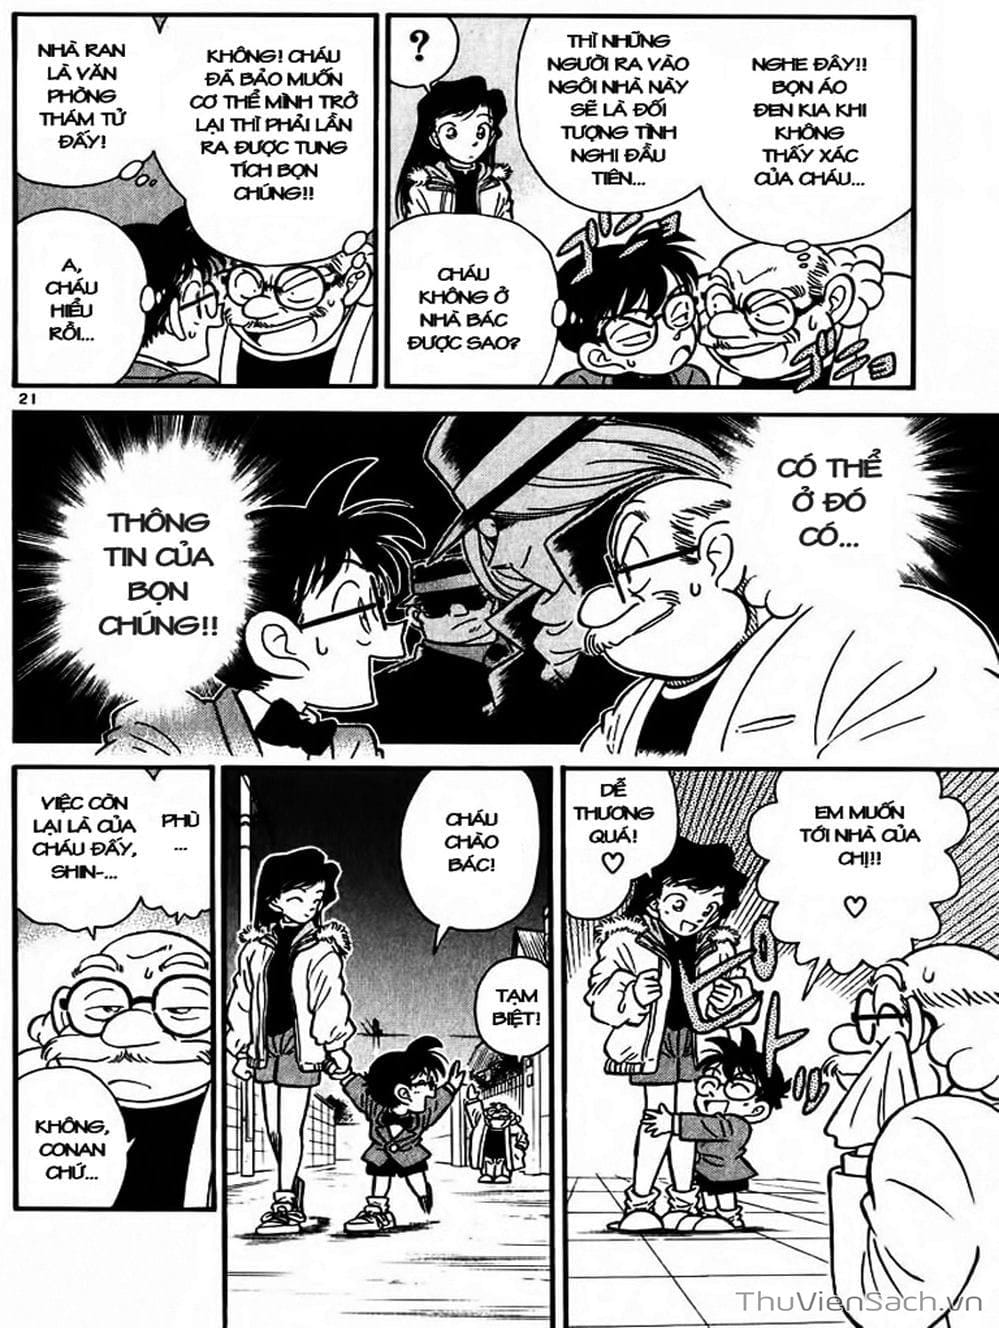 NGHE ĐÂY!!
BỌN ÁO
ĐEN KIA KHI
KHÔNG
THẤY XÁC
CỦA CHÁU...
THÌ NHỮNG
NGƯỜI RA VÀO
NGÔI NHÀ NÀY
SẼ LÀ ĐỐI
TƯỢNG TÌNH
NGHI ĐẦU
TIÊN...
?
CHÁU
KHÔNG Ở
NHÀ BÁC
ĐƯỢC SAO?
KHÔNG! CHÁU
ĐÃ BẢO MUỐN
CƠ THỂ MÌNH TRỞ
LẠI THÌ PHẢI LẦN
RA ĐƯỢC TUNG
TÍCH BỌN
CHÚNG!!
NHÀ RAN
LÀ VĂN
PHÒNG
THÁM TỬ
ĐẤY!
A,
CHÁU
HIỂU
RỒI...
21
CÓ THỂ
Ở ĐÓ
CÓ...
THÔNG
TIN CỦA
BỌN
CHÚNG!!
EM MUỐN
TỚI NHÀ CỦA
CHỊ!!
♡
DỄ
THƯƠNG
QUÁ!
♡
CHÁU
CHÀO
BÁC!
TẠM
BIỆT!
PHÙ
...
VIỆC CÒN
LẠI LÀ CỦA
CHÁU ĐẤY,
SHIN-...
KHÔNG,
CONAN
CHỨ...
ThuVienSach.vn